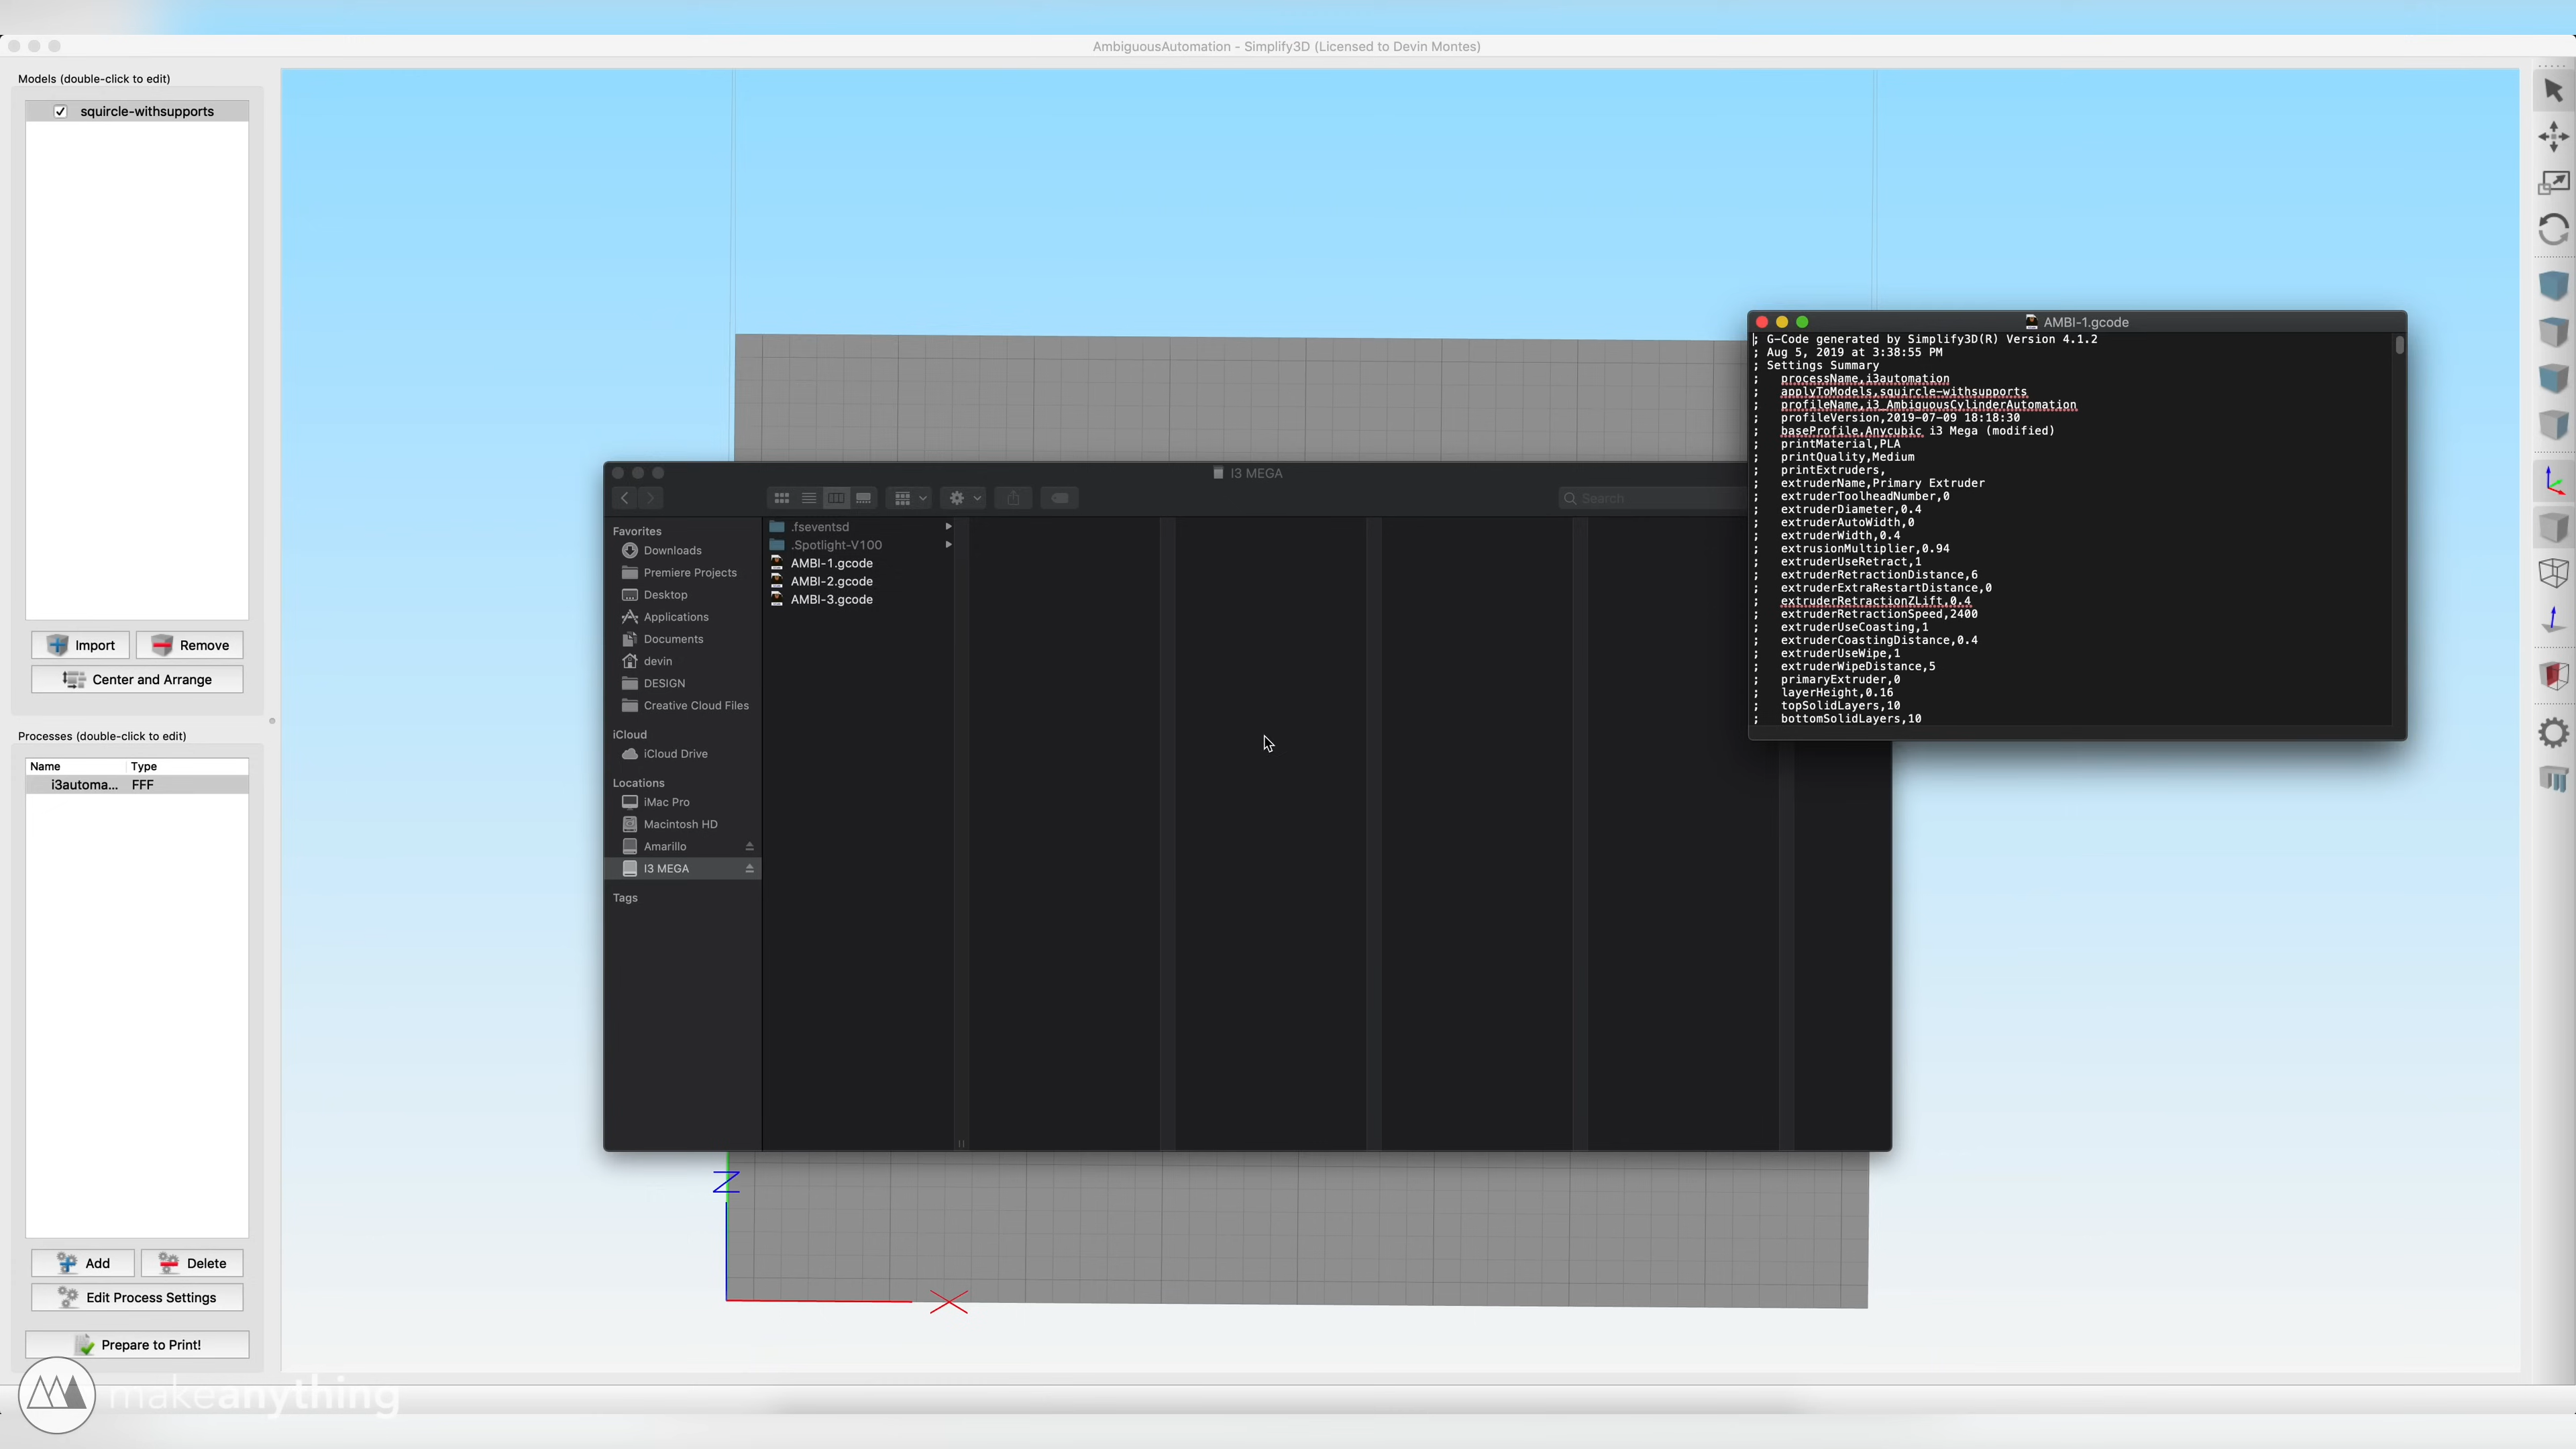 AmbiguousAutomation - Simplify3D (Licensed to Devin Montes)
Models (double-click to edit)
squircle-withsupports
Import
Remove
Center and Arrange
Processes (double-click to edit)
Name Type
i3automa... FFF
Add
Delete
Edit Process Settings
Prepare to Print!
makeanything
Z
X
I3 MEGA
Search
Favorites
Downloads
Premiere Projects
Desktop
Applications
Documents
devin
DESIGN
Creative Cloud Files
iCloud
iCloud Drive
Locations
iMac Pro
Macintosh HD
Amarillo
I3 MEGA
Tags
.fseventsd
.Spotlight-V100
AMBI-1.gcode
AMBI-2.gcode
AMBI-3.gcode
AMBI-1.gcode
; G-Code generated by Simplify3D(R) Version 4.1.2
; Aug 5, 2019 at 3:38:55 PM
; Settings Summary
; processName,i3automation
; applyToModels,squircle-withsupports
; profileName,i3_AmbiguousCylinderAutomation
; profileVersion,2019-07-09 18:18:30
; baseProfile,Anycubic i3 Mega (modified)
; printMaterial,PLA
; printQuality,Medium
; printExtruders,
; extruderName,Primary Extruder
; extruderToolheadNumber,0
; extruderDiameter,0.4
; extruderAutoWidth,0
; extruderWidth,0.4
; extrusionMultiplier,0.94
; extruderUseRetract,1
; extruderRetractionDistance,6
; extruderExtraRestartDistance,0
; extruderRetractionZLift,0.4
; extruderRetractionSpeed,2400
; extruderUseCoasting,1
; extruderCoastingDistance,0.4
; extruderUseWipe,1
; extruderWipeDistance,5
; primaryExtruder,0
; layerHeight,0.16
; topSolidLayers,10
; bottomSolidLayers,10